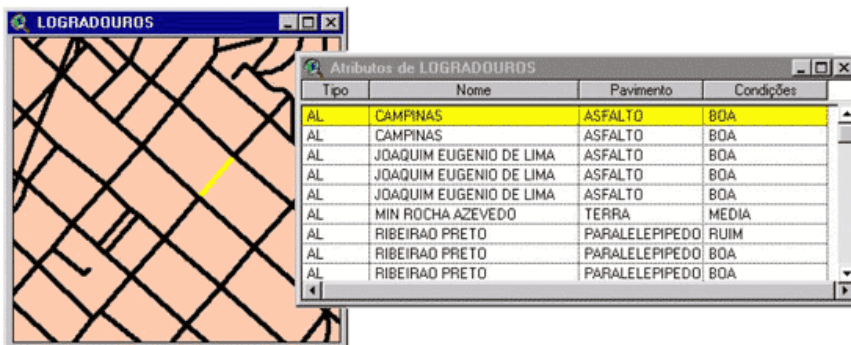 LOGRADOUROS
Atributos de LOGRADOUROS
Tipo Nome Pavimento Condições
AL CAMPINAS ASFALTO BOA
AL CAMPINAS ASFALTO BOA
AL JOAQUIM EUGENIO DE LIMA ASFALTO BOA
AL JOAQUIM EUGENIO DE LIMA ASFALTO BOA
AL JOAQUIM EUGENIO DE LIMA ASFALTO BOA
AL MIN ROCHA AZEVEDO TERRA MEDIA
AL RIBEIRAO PRETO PARALELEPIPEDO RUIM
AL RIBEIRAO PRETO PARALELEPIPEDO BOA
AL RIBEIRAO PRETO PARALELEPIPEDO BOA